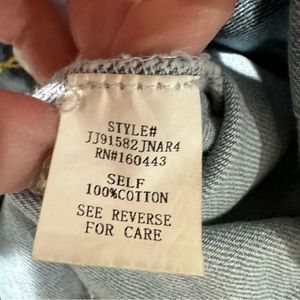 STYLE#
JJ91582JNAR4
RN#160443
SELF
100%COTTON
SEE REVERSE
FOR CARE